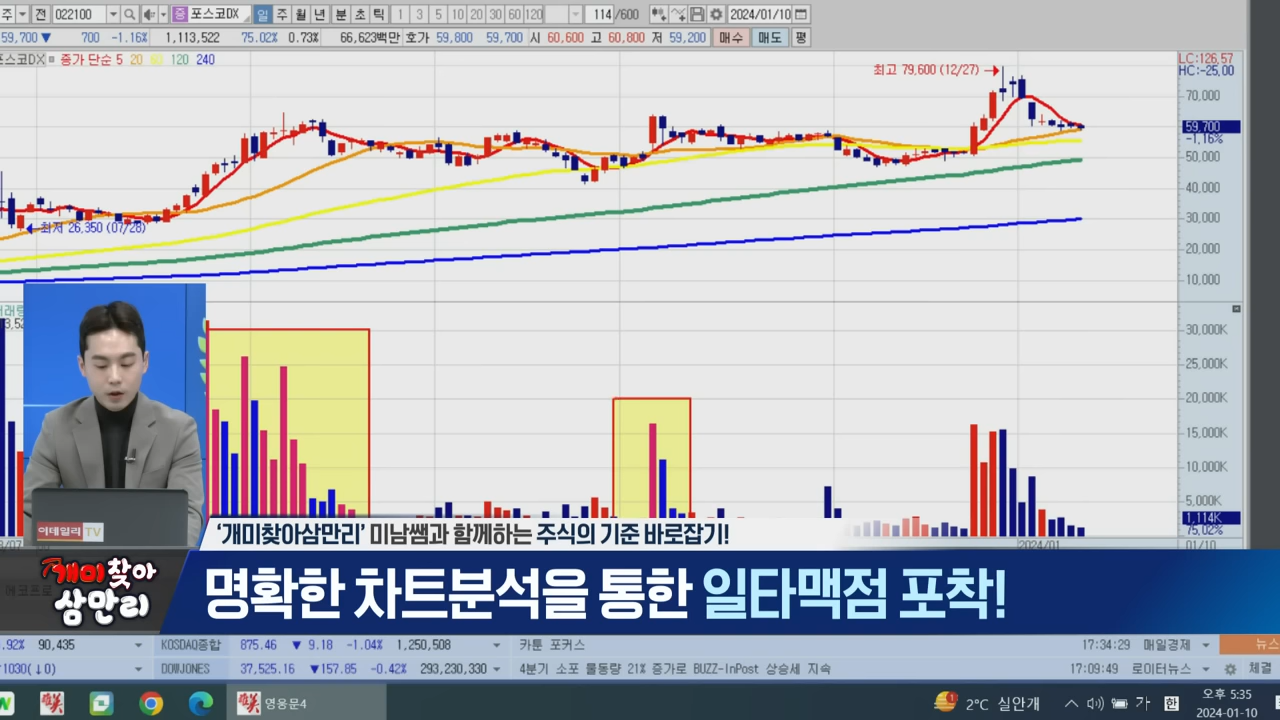 주 전 022100 중 포스코DX 일 주 월 년 분 초 틱 1 3 5 10 20 30 60 120 114 /600 2024/01/10
59,700 ▼ 700 -1.16% 1,113,522 75.02% 0.73% 66,623백만 호가 59,800 59,700 시 60,600 고 60,800 저 59,200 매수 매도 평
포스코DX 종가 단순 5 20 60 120 240
최고 79,600 (12/27) →
LC:126.57
HC:-25.00
70,000
59,700
-1.16%
50,000
40,000
30,000
20,000
10,000
최저 26,350 (07/28)
30,000K
25,000K
20,000K
15,000K
10,000K
5,000K
1,114K
75.02%
2024/01
01/10
이데일리 TV
‘개미찾아삼만리’ 미남쌤과 함께하는 주식의 기준 바로잡기!
개미찾아
삼만리
명확한 차트분석을 통한 일타맥점 포착!
.92% 90,435 KOSDAQ종합 875.46 ▼ 9.18 -1.04% 1,250,508 카툰 포커스 17:34:29 매일경제 뉴스
1030(↓0) DOWJONES 37,525.16 ▼157.85 -0.42% 293,230,330 4분기 소포 물동량 21% 증가로 BUZZ-InPost 상승세 지속 17:09:49 로이터뉴스 체결
영웅문4
1 2°C 실안개 가 한 오후 5:35
2024-01-10